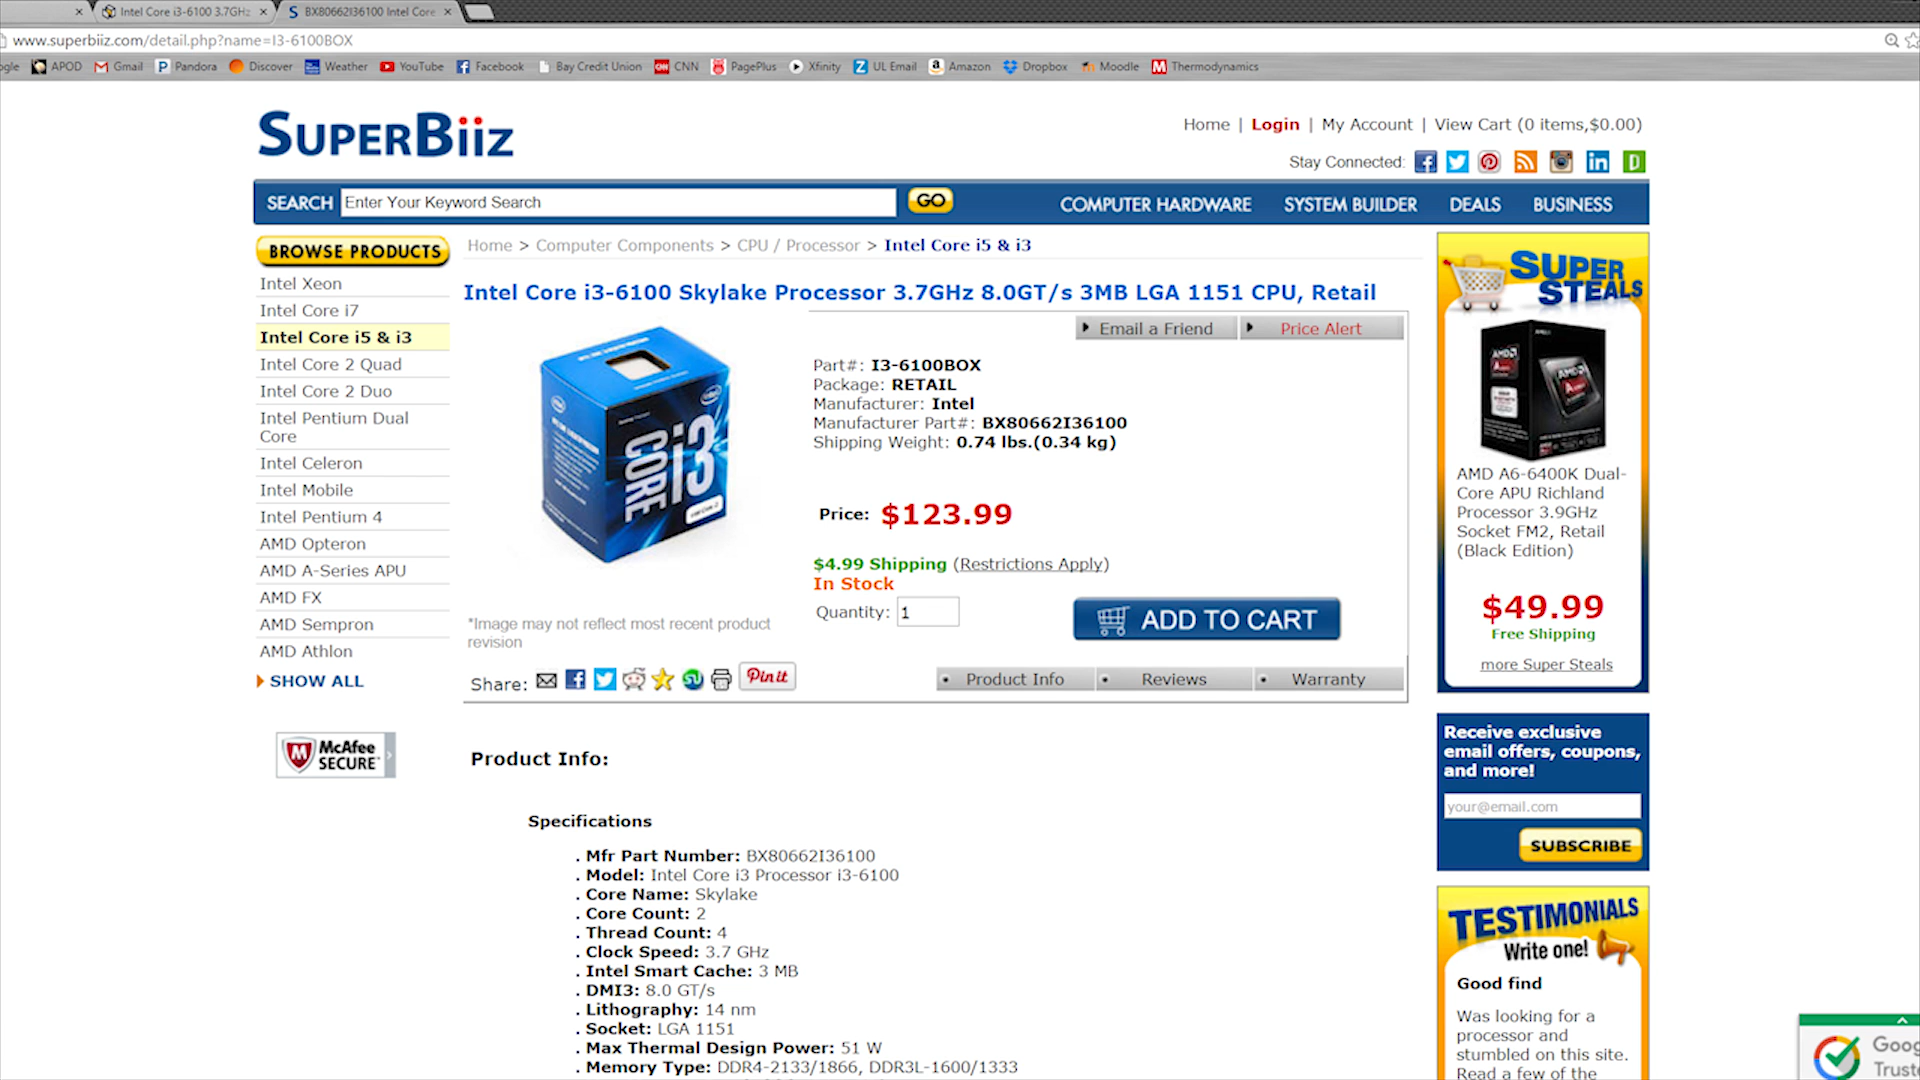 Intel Core i3-6100 3.7GHz
BX80662I36100 Intel Core
www.superbiiz.com/detail.php?name=I3-6100BOX
ogle APOD Gmail Pandora Discover Weather YouTube Facebook Bay Credit Union CNN PagePlus Xfinity UL Email Amazon Dropbox Moodle Thermodynamics
SUPERBiiz
Home | Login | My Account | View Cart (0 items,$0.00)
Stay Connected:
SEARCH Enter Your Keyword Search GO COMPUTER HARDWARE SYSTEM BUILDER DEALS BUSINESS
BROWSE PRODUCTS
Intel Xeon
Intel Core i7
Intel Core i5 & i3
Intel Core 2 Quad
Intel Core 2 Duo
Intel Pentium Dual
Core
Intel Celeron
Intel Mobile
Intel Pentium 4
AMD Opteron
AMD A-Series APU
AMD FX
AMD Sempron
AMD Athlon
SHOW ALL
McAfee
SECURE
Home > Computer Components > CPU / Processor > Intel Core i5 & i3
Intel Core i3-6100 Skylake Processor 3.7GHz 8.0GT/s 3MB LGA 1151 CPU, Retail
Email a Friend Price Alert
CORE i3
Part#: I3-6100BOX
Package: RETAIL
Manufacturer: Intel
Manufacturer Part#: BX80662I36100
Shipping Weight: 0.74 lbs.(0.34 kg)
Price: $123.99
$4.99 Shipping (Restrictions Apply)
In Stock
Quantity: 1
ADD TO CART
*Image may not reflect most recent product
revision
Share: Pin it
Product Info Reviews Warranty
Product Info:
Specifications
. Mfr Part Number: BX80662I36100
. Model: Intel Core i3 Processor i3-6100
. Core Name: Skylake
. Core Count: 2
. Thread Count: 4
. Clock Speed: 3.7 GHz
. Intel Smart Cache: 3 MB
. DMI3: 8.0 GT/s
. Lithography: 14 nm
. Socket: LGA 1151
. Max Thermal Design Power: 51 W
. Memory Type: DDR4-2133/1866, DDR3L-1600/1333
SUPER
STEALS
AMD
AMD A6-6400K Dual-
Core APU Richland
Processor 3.9GHz
Socket FM2, Retail
(Black Edition)
$49.99
Free Shipping
more Super Steals
Receive exclusive
email offers, coupons,
and more!
your@email.com
SUBSCRIBE
TESTIMONIALS
Write one!
Good find
Was looking for a
processor and
stumbled on this site.
Read a few of the
Goog
Truste